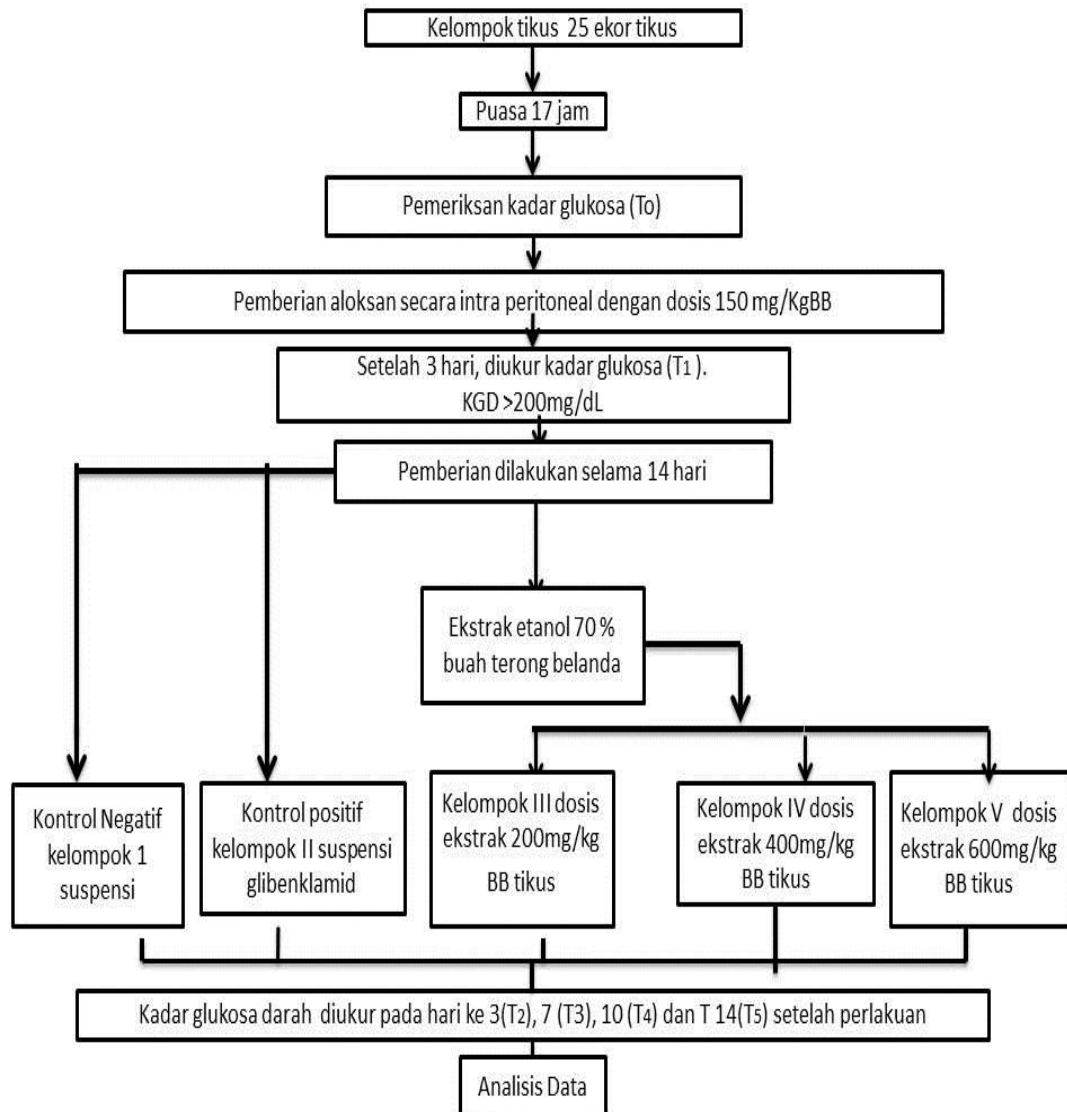 Kelompok tikus 25 ekor tikus
Puasa 17 jam
Pemeriksan kadar glukosa (To)
Pemberian aloksan secara intra peritoneal dengan dosis 150 mg/KgBB
Setelah 3 hari, diukur kadar glukosa (T1 ).
KGD >200mg/dL
Pemberian dilakukan selama 14 hari
Ekstrak etanol 70 %
buah terong belanda
Kontrol Negatif
kelompok 1
suspensi
Kontrol positif
kelompok II suspensi
glibenklamid
Kelompok III dosis
ekstrak 200mg/kg
BB tikus
Kelompok IV dosis
ekstrak 400mg/kg
BB tikus
Kelompok V dosis
ekstrak 600mg/kg
BB tikus
Kadar glukosa darah diukur pada hari ke 3(T2), 7 (T3), 10 (T4) dan T 14(T5) setelah perlakuan
Analisis Data